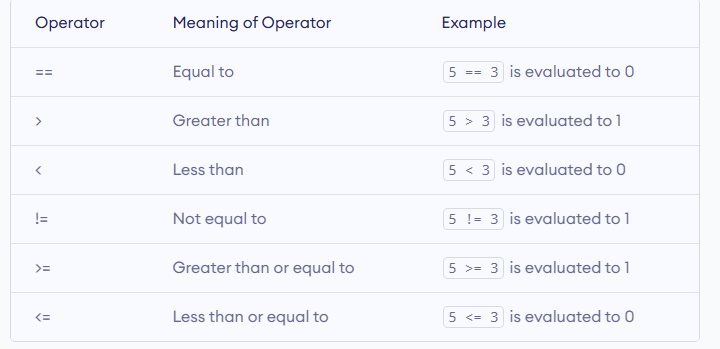 Operator Meaning of Operator Example
== Equal to 5 == 3 is evaluated to 0
> Greater than 5 > 3 is evaluated to 1
< Less than 5 < 3 is evaluated to 0
!= Not equal to 5 != 3 is evaluated to 1
>= Greater than or equal to 5 >= 3 is evaluated to 1
<= Less than or equal to 5 <= 3 is evaluated to 0